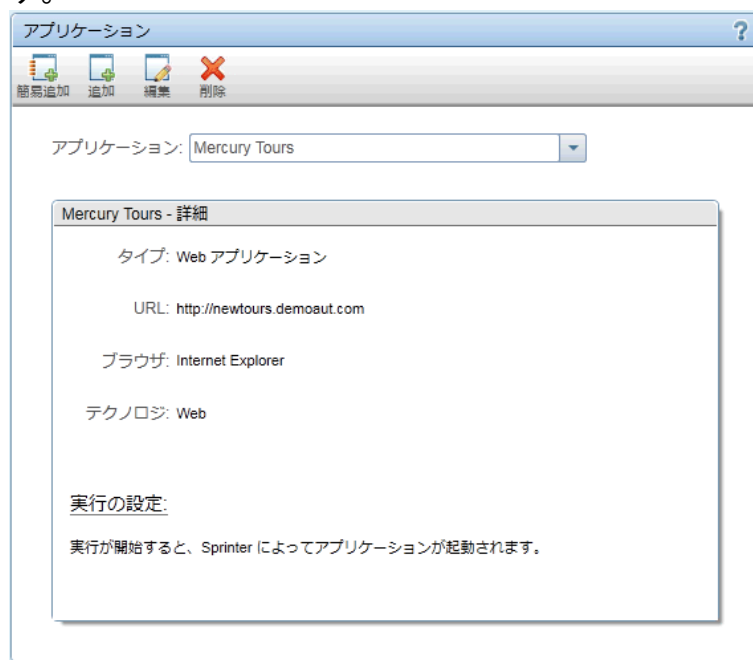 す。
アプリケーション ?
簡易追加 追加 編集 削除
アプリケーション: Mercury Tours
Mercury Tours - 詳細
タイプ: Web アプリケーション
URL: http://newtours.demoaut.com
ブラウザ: Internet Explorer
テクノロジ: Web
実行の設定:
実行が開始すると、Sprinter によってアプリケーションが起動されます。